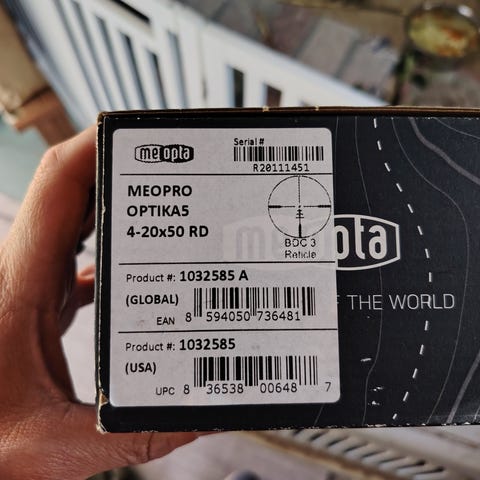 meopta
Serial #
R20111451
MEOPRO
OPTIKA5
4-20x50 RD
BDC 3
Reticle
Product #: 1032585 A
(GLOBAL)
EAN 8 594050 736481
Product #: 1032585
(USA)
UPC 8 36538 00648 7
meopta
OF THE WORLD